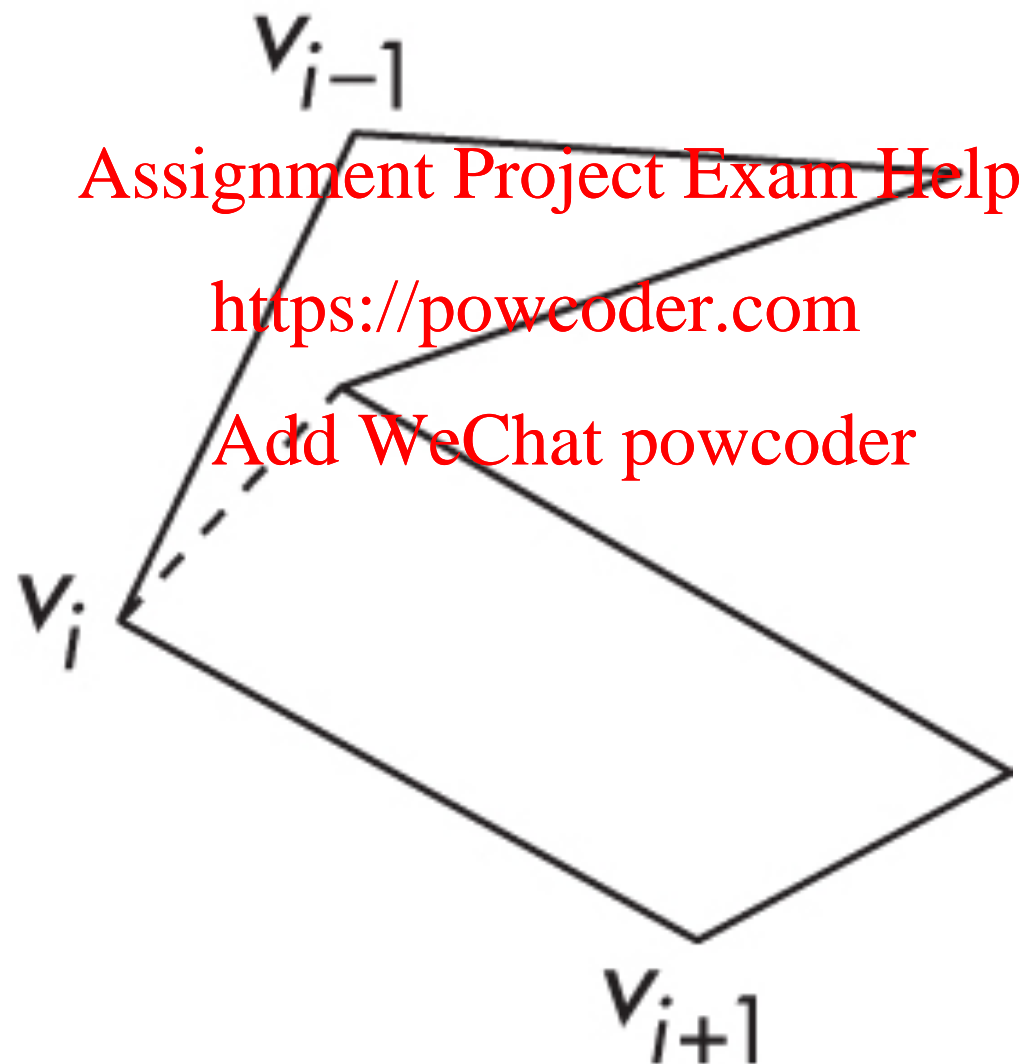 v_{i-1}
Assignment Project Exam Help
https://powcoder.com
Add WeChat powcoder
v_i
v_{i+1}